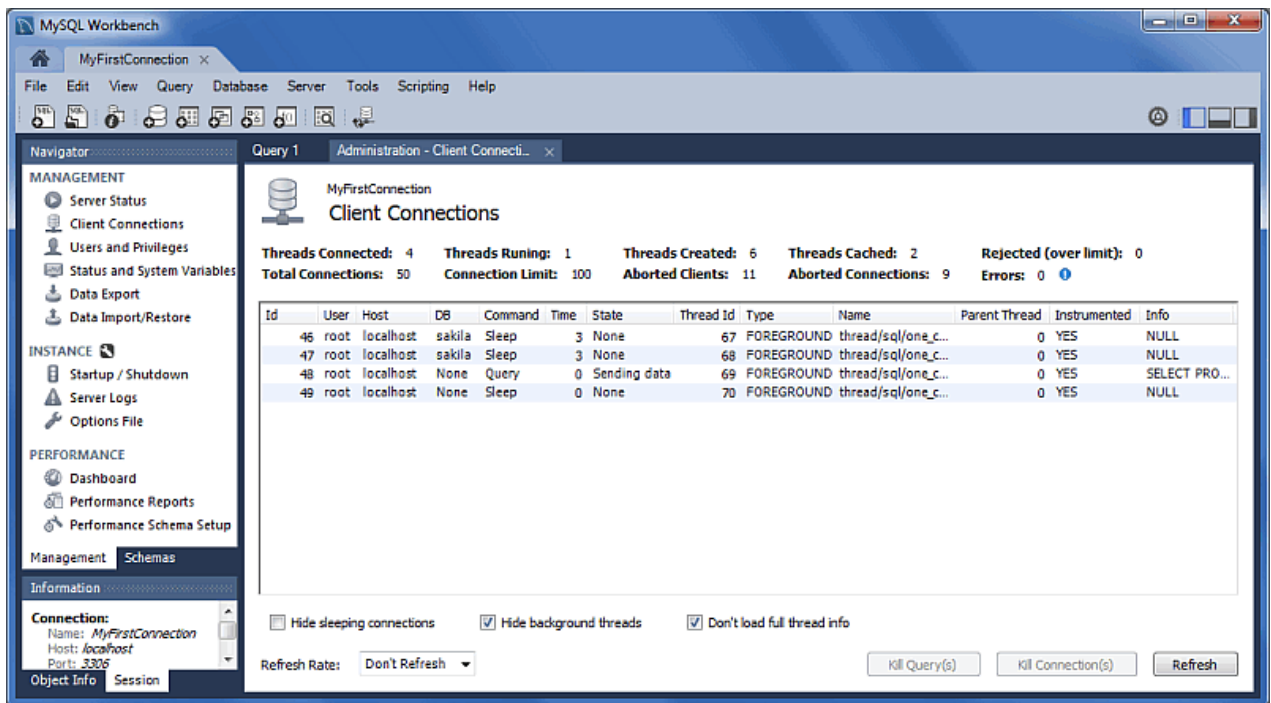 MySQL Workbench
MyFirstConnection
File Edit View Query Database Server Tools Scripting Help
Navigator
MANAGEMENT
Server Status
Client Connections
Users and Privileges
Status and System Variables
Data Export
Data Import/Restore
INSTANCE
Startup / Shutdown
Server Logs
Options File
PERFORMANCE
Dashboard
Performance Reports
Performance Schema Setup
Management Schemas
Information
Connection:
Name: MyFirstConnection
Host: localhost
Port: 3306
Object Info Session
Query 1 Administration - Client Connecti...
MyFirstConnection
Client Connections
Threads Connected: 4 Threads Runing: 1 Threads Created: 6 Threads Cached: 2 Rejected (over limit): 0
Total Connections: 50 Connection Limit: 100 Aborted Clients: 11 Aborted Connections: 9 Errors: 0
Id User Host DB Command Time State Thread Id Type Name Parent Thread Instrumented Info
46 root localhost sakila Sleep 3 None 67 FOREGROUND thread/sql/one_c... 0 YES NULL
47 root localhost sakila Sleep 3 None 68 FOREGROUND thread/sql/one_c... 0 YES NULL
48 root localhost None Query 0 Sending data 69 FOREGROUND thread/sql/one_c... 0 YES SELECT PRO...
49 root localhost None Sleep 0 None 70 FOREGROUND thread/sql/one_c... 0 YES NULL
Hide sleeping connections Hide background threads Don't load full thread info
Refresh Rate: Don't Refresh Kill Query(s) Kill Connection(s) Refresh